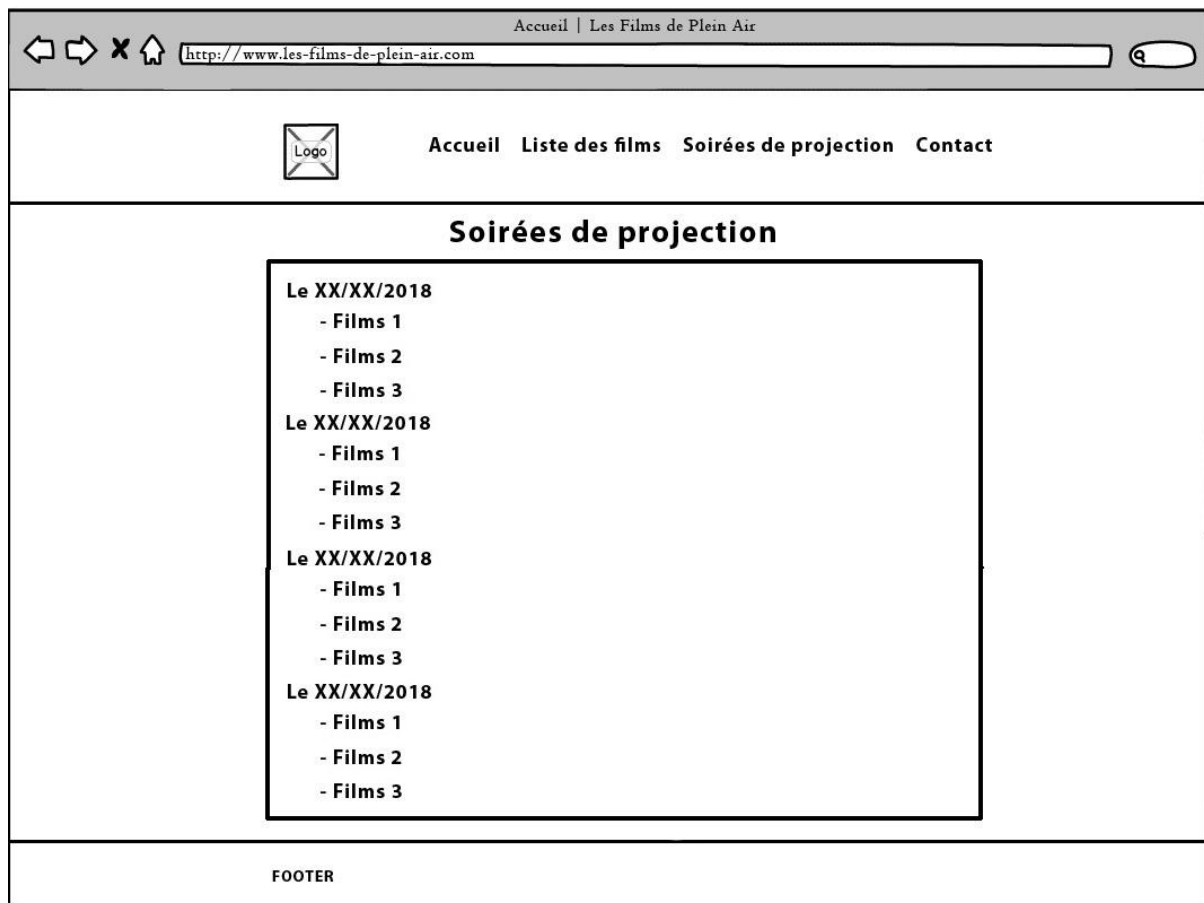 Accueil | Les Films de Plein Air
http://www.les-films-de-plein-air.com
Logo
Accueil Liste des films Soirées de projection Contact
Soirées de projection
Le XX/XX/2018
- Films 1
- Films 2
- Films 3
Le XX/XX/2018
- Films 1
- Films 2
- Films 3
Le XX/XX/2018
- Films 1
- Films 2
- Films 3
Le XX/XX/2018
- Films 1
- Films 2
- Films 3
FOOTER